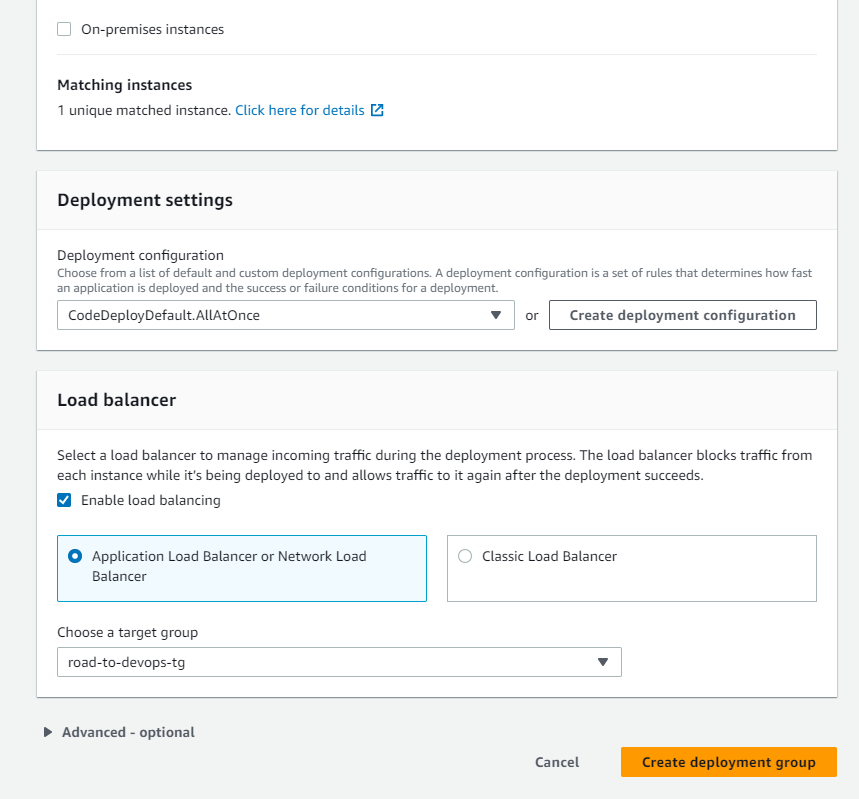 On-premises instances
Matching instances
1 unique matched instance. Click here for details
Deployment settings
Deployment configuration
Choose from a list of default and custom deployment configurations. A deployment configuration is a set of rules that determines how fast
an application is deployed and the success or failure conditions for a deployment.
CodeDeployDefault.AllAtOnce
or
Create deployment configuration
Load balancer
Select a load balancer to manage incoming traffic during the deployment process. The load balancer blocks traffic from
each instance while it's being deployed to and allows traffic to it again after the deployment succeeds.
Enable load balancing
Application Load Balancer or Network Load
Balancer
Classic Load Balancer
Choose a target group
road-to-devops-tg
Advanced - optional
Cancel
Create deployment group